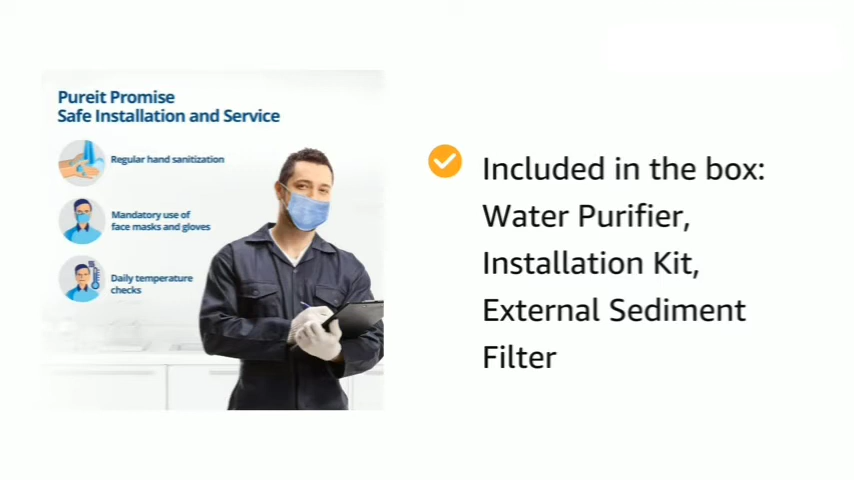 Pureit Promise
Safe Installation and Service
Regular hand sanitization
Mandatory use of
face masks and gloves
Daily temperature
checks
Included in the box:
Water Purifier,
Installation Kit,
External Sediment
Filter